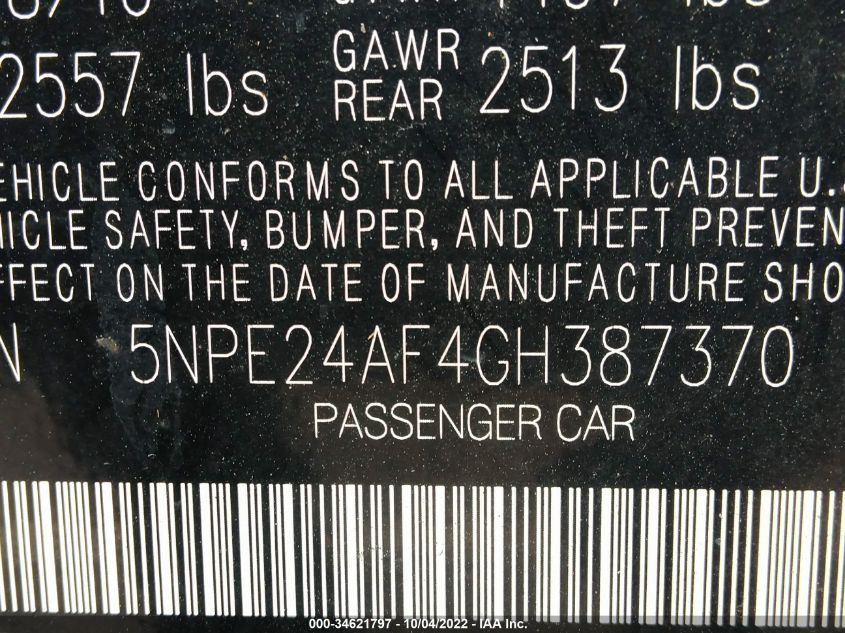 2557 lbs GAWR REAR 2513 lbs
EHICLE CONFORMS TO ALL APPLICABLE U.
ICLE SAFETY, BUMPER, AND THEFT PREVEN
FFECT ON THE DATE OF MANUFACTURE SHO
N 5NPE24AF4GH387370
PASSENGER CAR
000-34621797 - 10/04/2022 - IAA Inc.